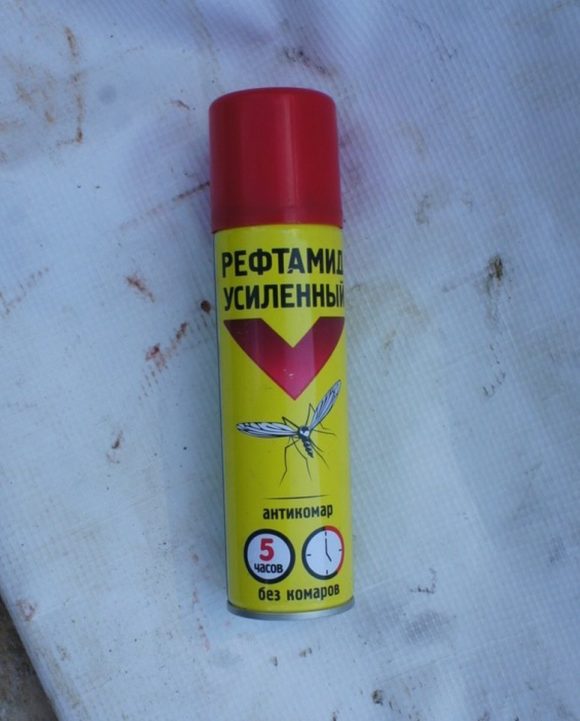 РЕФТАМИД
УСИЛЕННЫЙ
антикомар
5
часов
без комаров